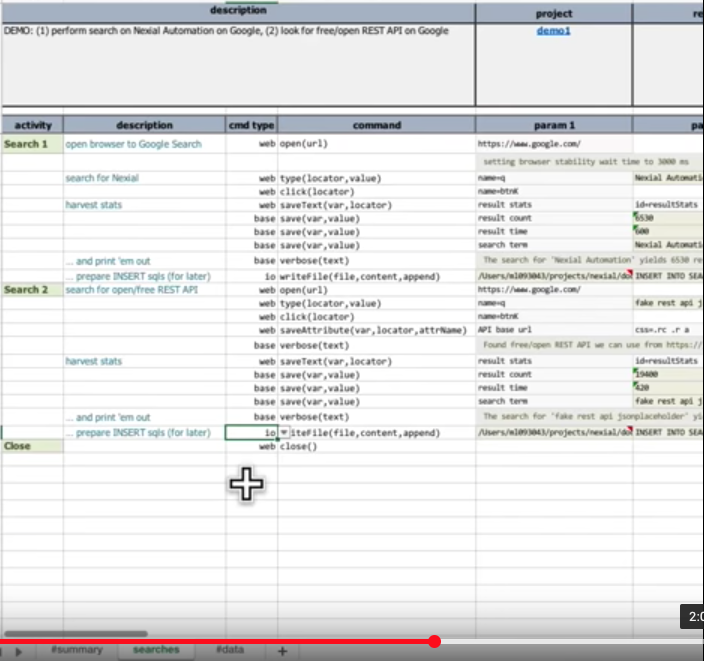 description project re
DEMO: (1) perform search on Nexial Automation on Google, (2) look for free/open REST API on Google demo1
activity description cmd type command param 1 pa
Search 1 open browser to Google Search web open(url) https://www.google.com/
setting browser stability wait time to 3000 ms
search for Nexial web type(locator,value) name=q Nexial Automati
web click(locator) name=btnK
harvest stats web saveText(var,locator) result stats id=resultStats
base save(var,value) result count 6530
base save(var,value) result time 600
base save(var,value) search term Nexial Automati
... and print 'em out base verbose(text) The search for 'Nexial Automation' yields 6530 re
... prepare INSERT sqls (for later) io writeFile(file,content,append) /Users/ml093043/projects/nexial/do INSERT INTO SEA
Search 2 search for open/free REST API web open(url) https://www.google.com/
web type(locator,value) name=q fake rest api j
web click(locator) name=btnK
web saveAttribute(var,locator,attrName) API base url css=.rc .r a
base verbose(text) Found free/open REST API we can use from https://
harvest stats web saveText(var,locator) result stats id=resultStats
base save(var,value) result count 19400
base save(var,value) result time 420
base save(var,value) search term fake rest api j
... and print 'em out base verbose(text) The search for 'fake rest api jsonplaceholder' yi
... prepare INSERT sqls (for later) io iteFile(file,content,append) /Users/ml093043/projects/nexial/do INSERT INTO SEA
Close web close()
2:0
#summary searches #data +